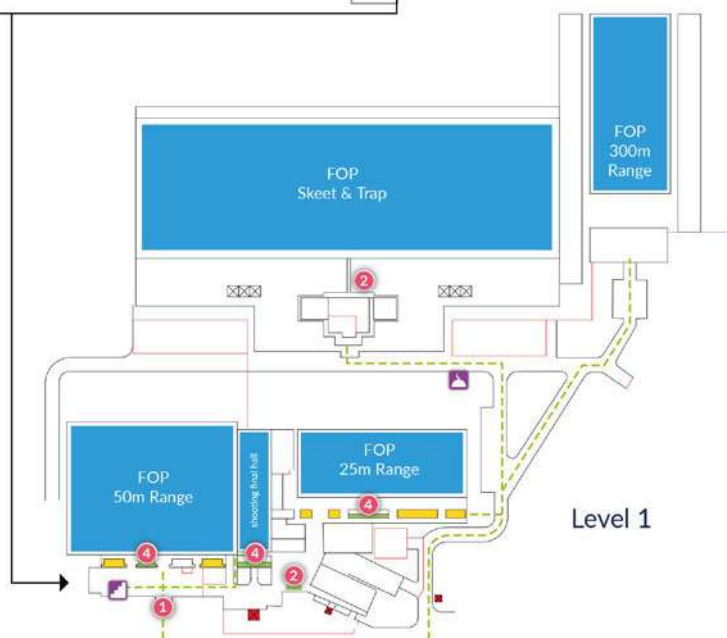 FOP
300m
Range
FOP
Skeet & Trap
2
FOP
50m Range
shooting final hall
FOP
25m Range
4
4
4
Level 1
2
1